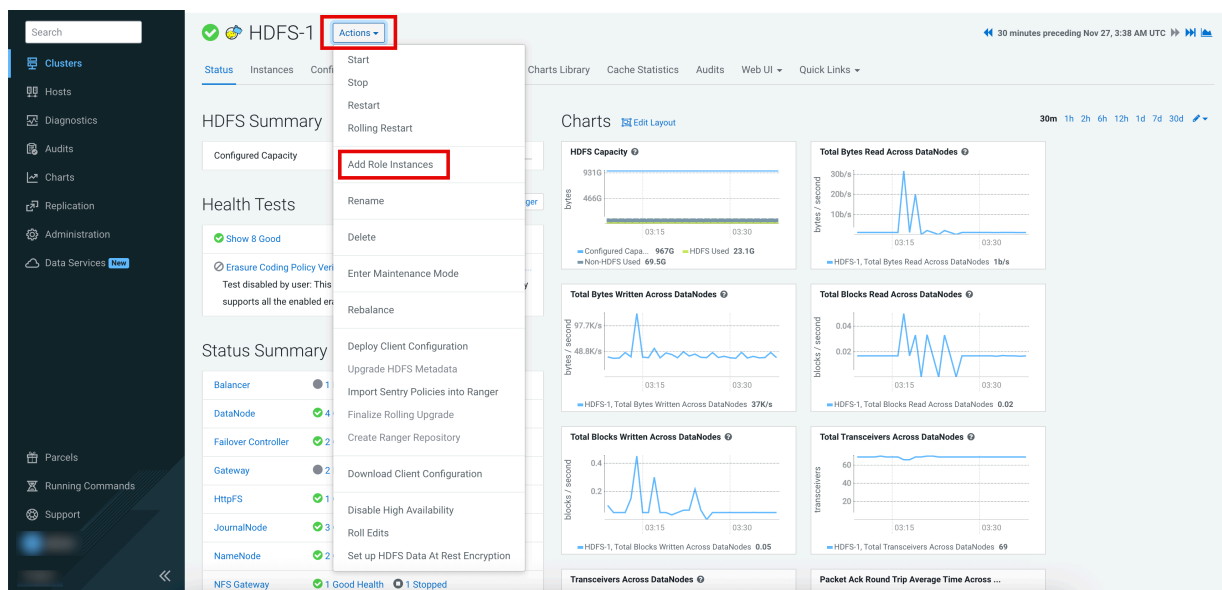 Search
Clusters
Hosts
Diagnostics
Audits
Charts
Replication
Administration
Data Services New
Parcels
Running Commands
Support
HDFS-1 Actions
30 minutes preceding Nov 27, 3:38 AM UTC
Status Instances Confi Charts Library Cache Statistics Audits Web UI Quick Links
Start
Stop
Restart
Rolling Restart
Add Role Instances
Rename
Delete
Enter Maintenance Mode
Rebalance
Deploy Client Configuration
Upgrade HDFS Metadata
Import Sentry Policies into Ranger
Finalize Rolling Upgrade
Create Ranger Repository
Download Client Configuration
Disable High Availability
Roll Edits
Set up HDFS Data At Rest Encryption
HDFS Summary
Configured Capacity
Health Tests
ger
Show 8 Good
Erasure Coding Policy Veri
Test disabled by user: This y
supports all the enabled era
Status Summary
Balancer 1
DataNode 4
Failover Controller 2
Gateway 2
HttpFS 1
JournalNode 3
NameNode 2
NFS Gateway 1 Good Health 1 Stopped
Charts Edit Layout
30m 1h 2h 6h 12h 1d 7d 30d
HDFS Capacity
bytes
931G
466G
03:15 03:30
Configured Capa... 967G HDFS Used 23.1G
Non-HDFS Used 69.5G
Total Bytes Read Across DataNodes
bytes / second
30b/s
20b/s
10b/s
03:15 03:30
HDFS-1, Total Bytes Read Across DataNodes 1b/s
Total Bytes Written Across DataNodes
bytes / second
97.7K/s
48.8K/s
03:15 03:30
HDFS-1, Total Bytes Written Across DataNodes 37K/s
Total Blocks Read Across DataNodes
blocks / second
0.04
0.02
03:15 03:30
HDFS-1, Total Blocks Read Across DataNodes 0.02
Total Blocks Written Across DataNodes
blocks / second
0.4
0.2
03:15 03:30
HDFS-1, Total Blocks Written Across DataNodes 0.05
Total Transceivers Across DataNodes
transceivers
60
40
20
03:15 03:30
HDFS-1, Total Transceivers Across DataNodes 69
Transceivers Across DataNodes
Packet Ack Round Trip Average Time Across ...